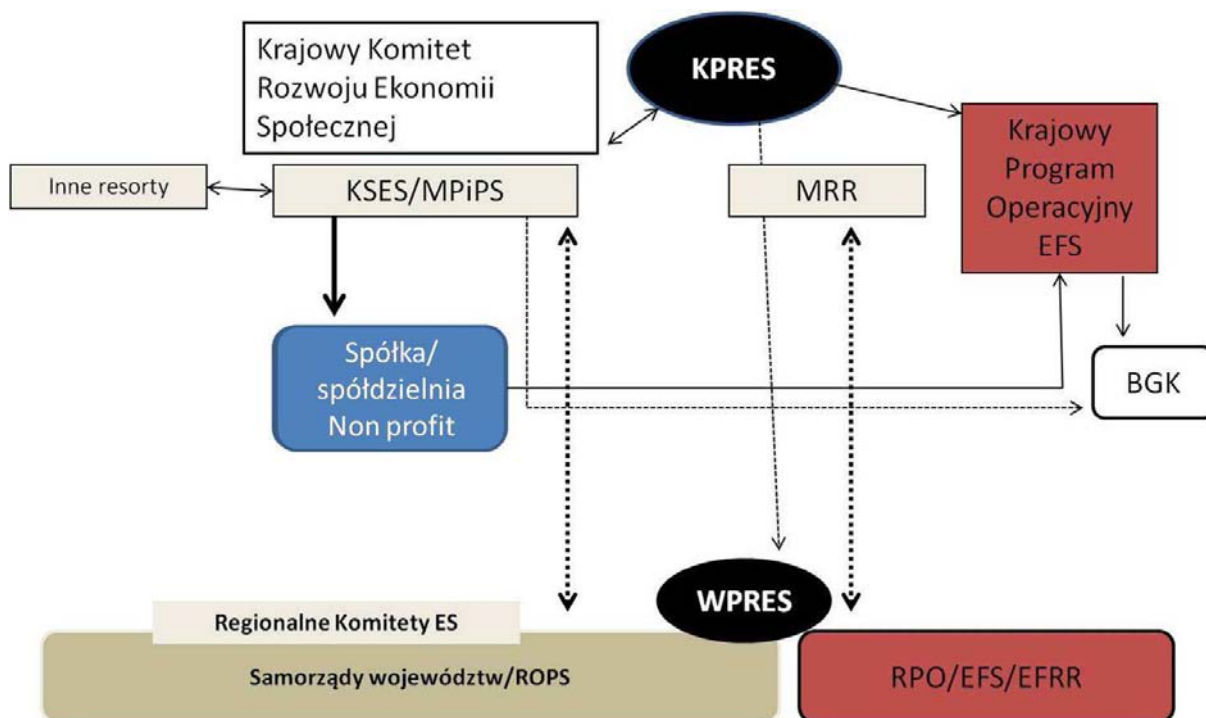 Krajowy Komitet
Rozwoju Ekonomii
Społecznej
KPRES
Krajowy
Program
Operacyjny
EFS
Inne resorty
KSES/MPiPS
MRR
Spółka/
spółdzielnia
Non profit
BGK
WPRES
Regionalne Komitety ES
Samorządy województw/ROPS
RPO/EFS/EFRR